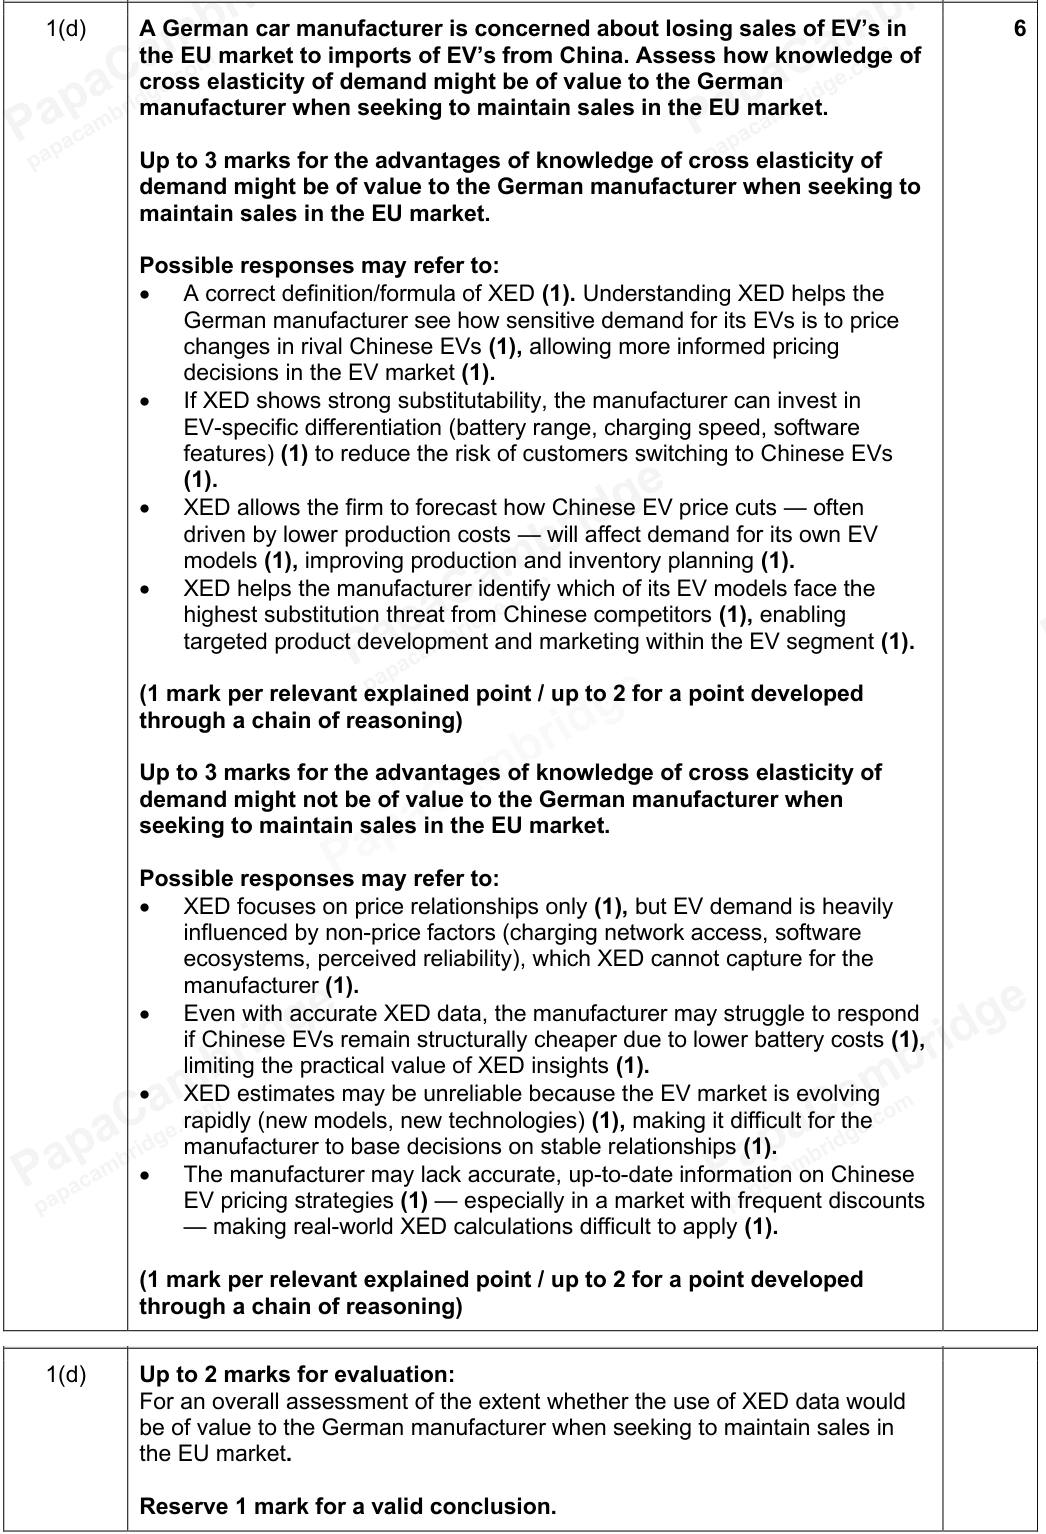 1(d)
A German car manufacturer is concerned about losing sales of EV’s in
the EU market to imports of EV’s from China. Assess how knowledge of
cross elasticity of demand might be of value to the German
manufacturer when seeking to maintain sales in the EU market.
6
Up to 3 marks for the advantages of knowledge of cross elasticity of
demand might be of value to the German manufacturer when seeking to
maintain sales in the EU market.
Possible responses may refer to:
• A correct definition/formula of XED (1). Understanding XED helps the
German manufacturer see how sensitive demand for its EVs is to price
changes in rival Chinese EVs (1), allowing more informed pricing
decisions in the EV market (1).
• If XED shows strong substitutability, the manufacturer can invest in
EV-specific differentiation (battery range, charging speed, software
features) (1) to reduce the risk of customers switching to Chinese EVs
(1).
• XED allows the firm to forecast how Chinese EV price cuts — often
driven by lower production costs — will affect demand for its own EV
models (1), improving production and inventory planning (1).
• XED helps the manufacturer identify which of its EV models face the
highest substitution threat from Chinese competitors (1), enabling
targeted product development and marketing within the EV segment (1).
(1 mark per relevant explained point / up to 2 for a point developed
through a chain of reasoning)
Up to 3 marks for the advantages of knowledge of cross elasticity of
demand might not be of value to the German manufacturer when
seeking to maintain sales in the EU market.
Possible responses may refer to:
• XED focuses on price relationships only (1), but EV demand is heavily
influenced by non-price factors (charging network access, software
ecosystems, perceived reliability), which XED cannot capture for the
manufacturer (1).
• Even with accurate XED data, the manufacturer may struggle to respond
if Chinese EVs remain structurally cheaper due to lower battery costs (1),
limiting the practical value of XED insights (1).
• XED estimates may be unreliable because the EV market is evolving
rapidly (new models, new technologies) (1), making it difficult for the
manufacturer to base decisions on stable relationships (1).
• The manufacturer may lack accurate, up-to-date information on Chinese
EV pricing strategies (1) — especially in a market with frequent discounts
— making real-world XED calculations difficult to apply (1).
(1 mark per relevant explained point / up to 2 for a point developed
through a chain of reasoning)
1(d)
Up to 2 marks for evaluation:
For an overall assessment of the extent whether the use of XED data would
be of value to the German manufacturer when seeking to maintain sales in
the EU market.
Reserve 1 mark for a valid conclusion.
PapaCambridge
papacambridge.com